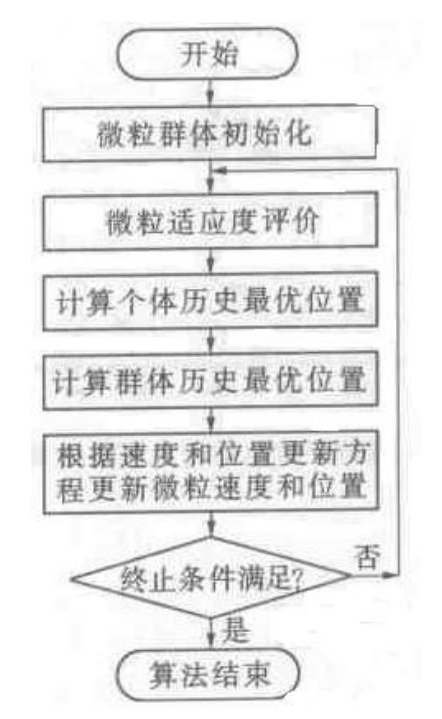 开始
微粒群体初始化
微粒适应度评价
计算个体历史最优位置
计算群体历史最优位置
根据速度和位置更新方
程更新微粒速度和位置
终止条件满足?
否
是
算法结束